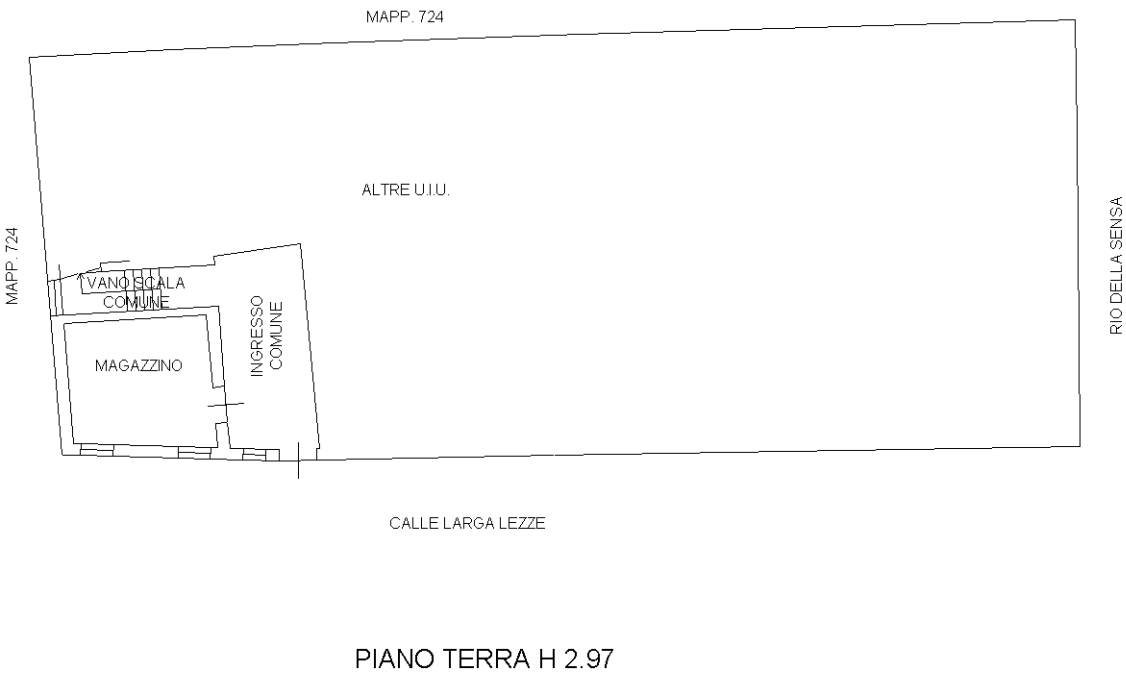 MAPP. 724
ALTRE U.I.U.
MAPP. 724
RIO DELLA SENSA
VANO SCALA
COMUNE
INGRESSO
COMUNE
MAGAZZINO
CALLE LARGA LEZZE
PIANO TERRA H 2.97